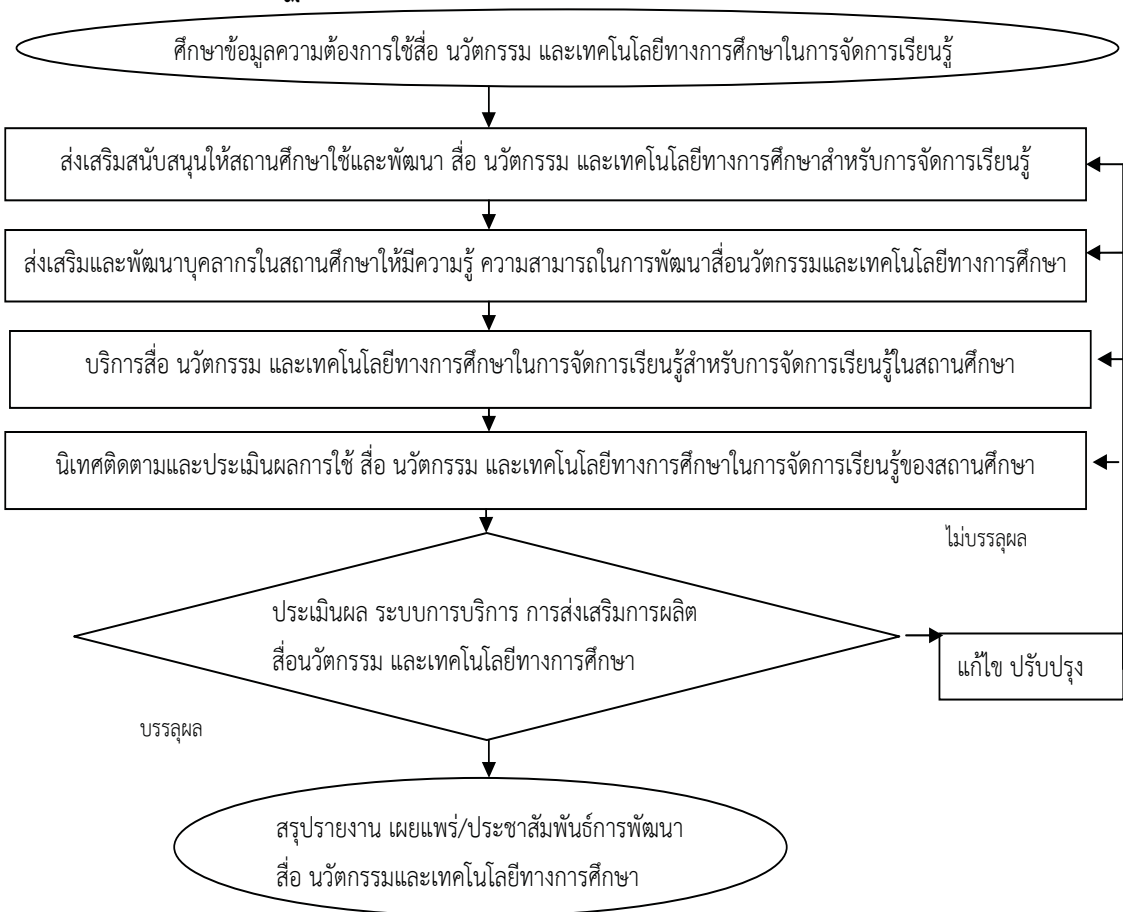 ศึกษาข้อมูลความต้องการใช้สื่อ นวัตกรรม และเทคโนโลยีทางการศึกษาในการจัดการเรียนรู้
ส่งเสริมสนับสนุนให้สถานศึกษาใช้และพัฒนา สื่อ นวัตกรรม และเทคโนโลยีทางการศึกษาสำหรับการจัดการเรียนรู้
ส่งเสริมและพัฒนาบุคลากรในสถานศึกษาให้มีความรู้ ความสามารถในการพัฒนาสื่อนวัตกรรมและเทคโนโลยีทางการศึกษา
บริการสื่อ นวัตกรรม และเทคโนโลยีทางการศึกษาในการจัดการเรียนรู้สำหรับการจัดการเรียนรู้ในสถานศึกษา
นิเทศติดตามและประเมินผลการใช้ สื่อ นวัตกรรม และเทคโนโลยีทางการศึกษาในการจัดการเรียนรู้ของสถานศึกษา
ไม่บรรลุผล
ประเมินผล ระบบการบริการ การส่งเสริมการผลิต
สื่อนวัตกรรม และเทคโนโลยีทางการศึกษา
แก้ไข ปรับปรุง
บรรลุผล
สรุปรายงาน เผยแพร่/ประชาสัมพันธ์การพัฒนา
สื่อ นวัตกรรมและเทคโนโลยีทางการศึกษา